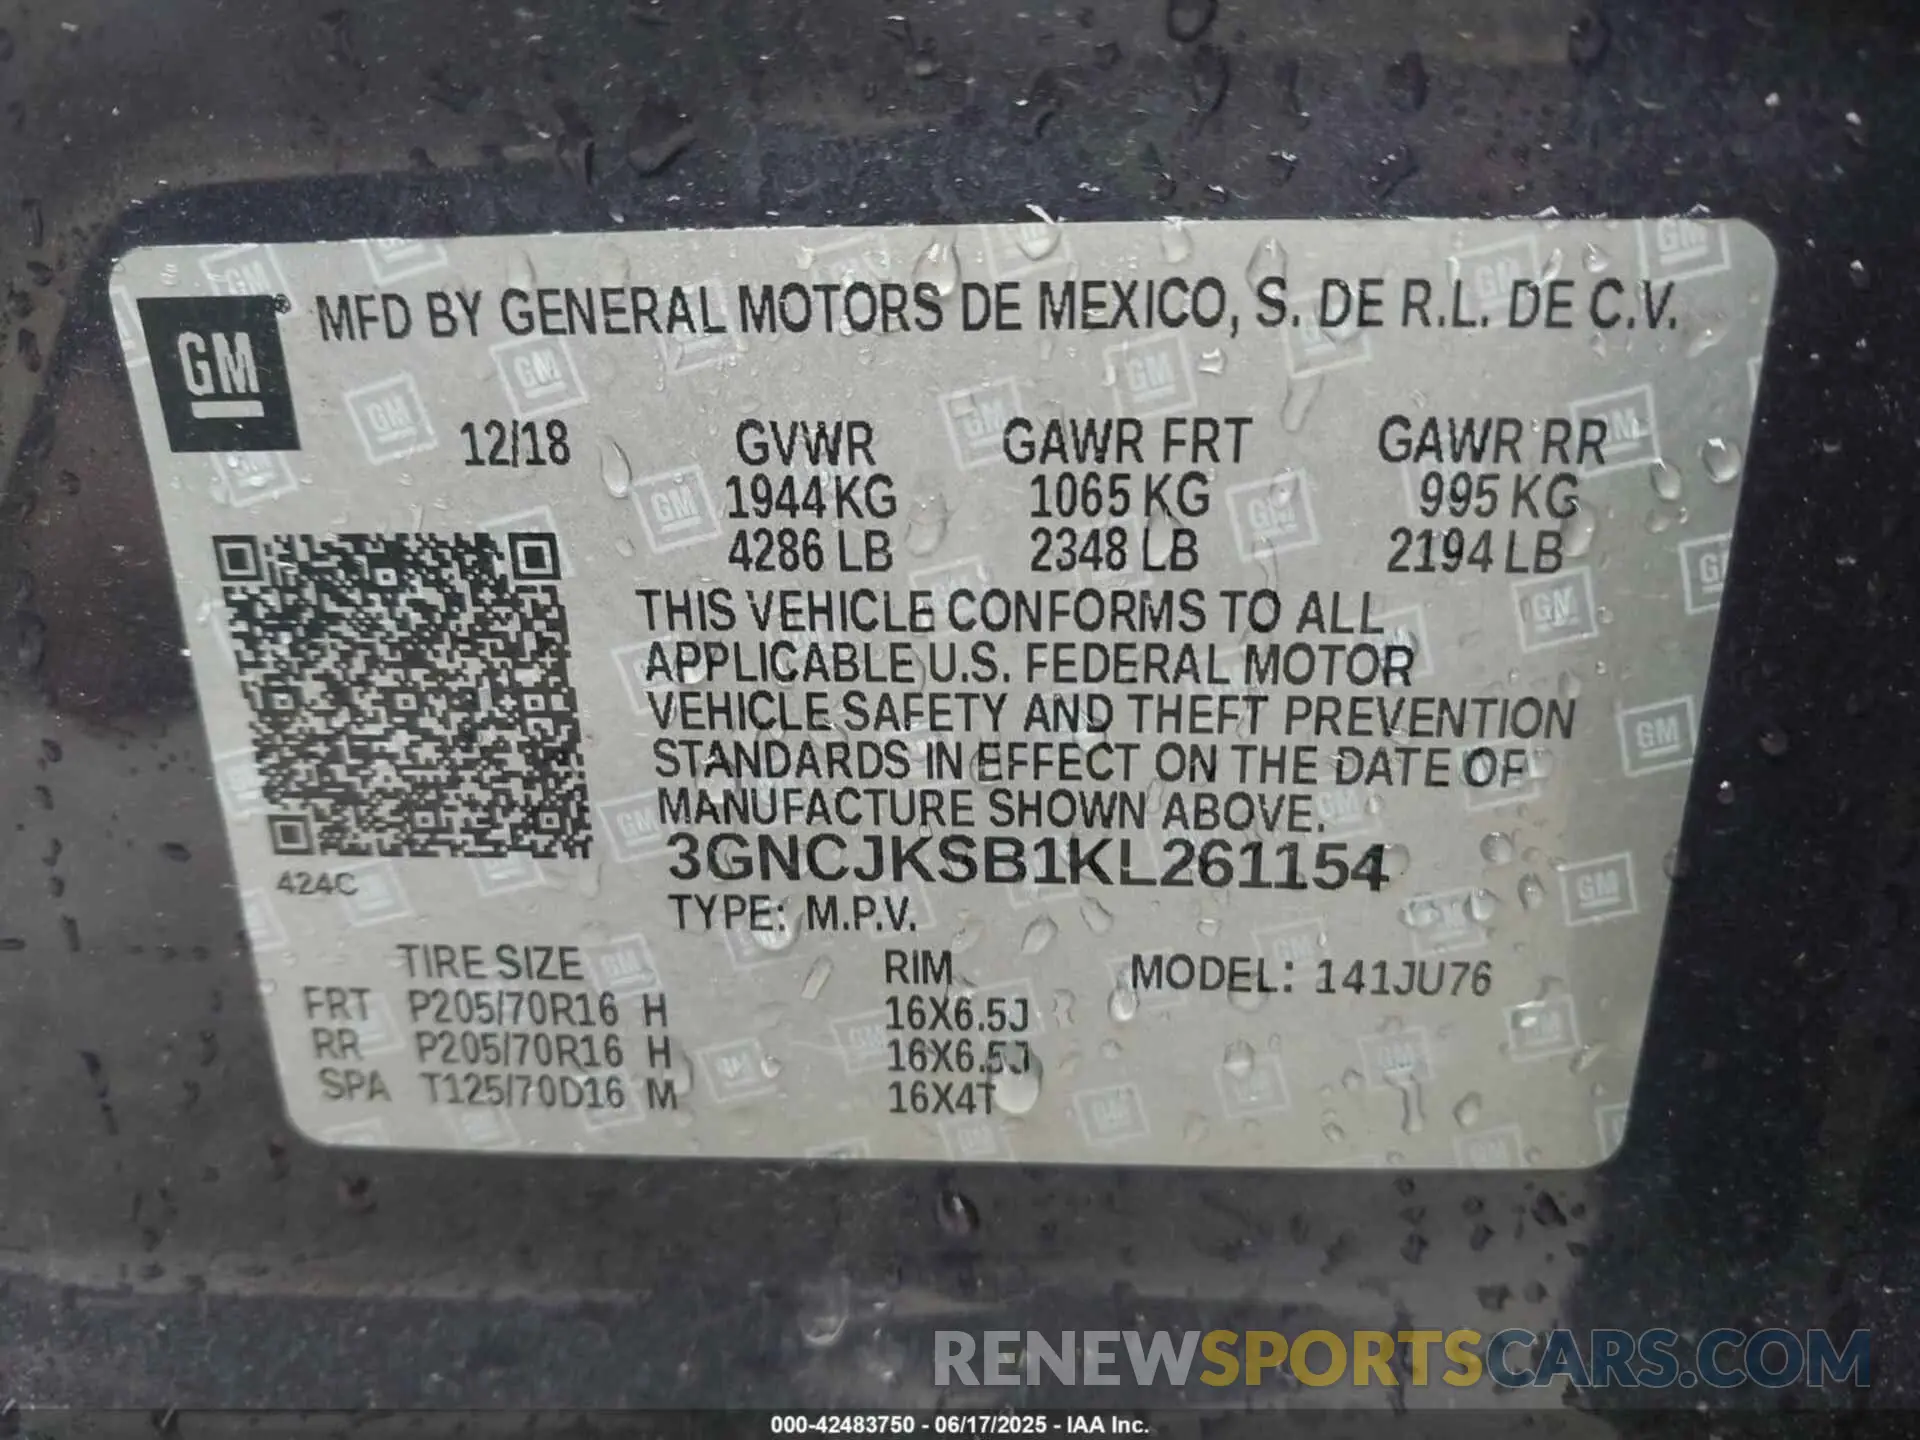 GM ® MFD BY GENERAL MOTORS DE MEXICO, S. DE R.L. DE C.V.
12/18 GVWR GAWR FRT GAWR RR
1944 KG 1065 KG 995 KG
4286 LB 2348 LB 2194 LB
THIS VEHICLE CONFORMS TO ALL
APPLICABLE U.S. FEDERAL MOTOR
VEHICLE SAFETY AND THEFT PREVENTION
STANDARDS IN EFFECT ON THE DATE OF
MANUFACTURE SHOWN ABOVE.
3GNCJKSB1KL261154
424C
TYPE: M.P.V.
TIRE SIZE RIM MODEL: 141JU76
FRT P205/70R16 H 16X6.5J
RR P205/70R16 H 16X6.5J
SPA T125/70D16 M 16X4T
RENEWSPORTSCARS.COM
000-42483750 - 06/17/2025 - IAA Inc.